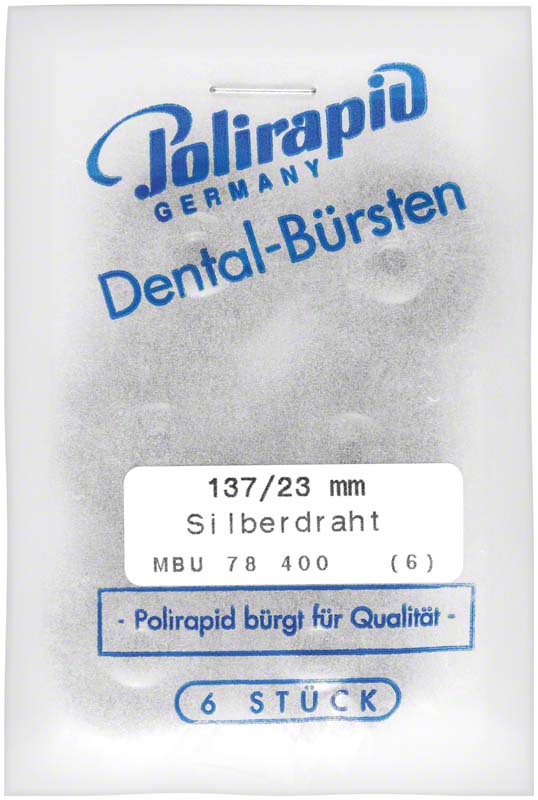 Polirapid
GERMANY
Dental-Bürsten
137/23 mm
Silberdraht
MBU 78 400 (6)
- Polirapid bürgt für Qualität -
6 STÜCK